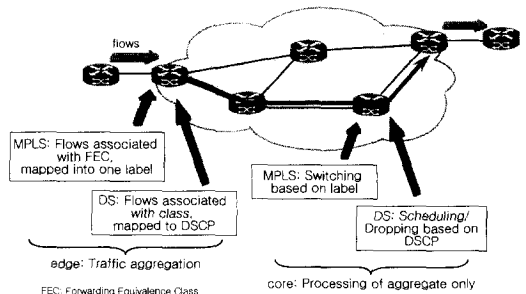 flows
MPLS: Flows associated
with FEC,
mapped into one label
DS: Flows associated
with class,
mapped to DSCP
MPLS: Switching
based on label
DS: Scheduling/
Dropping based on
DSCP
edge: Traffic aggregation
core: Processing of aggregate only
FEC: Forwarding Equivalence Class